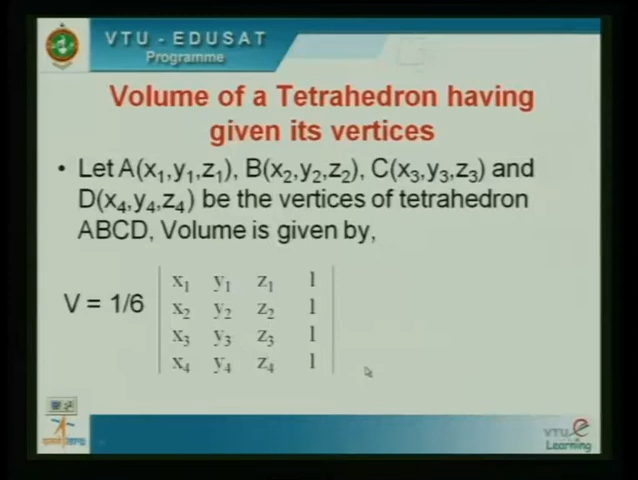 VTU - EDUSAT
Programme
Volume of a Tetrahedron having
given its vertices
• Let A(x₁,y₁,z₁), B(x₂,y₂,z₂), C(x₃,y₃,z₃) and
D(x₄,y₄,z₄) be the vertices of tetrahedron
ABCD, Volume is given by,
V = 1/6
x₁ y₁ z₁ 1
x₂ y₂ z₂ 1
x₃ y₃ z₃ 1
x₄ y₄ z₄ 1
VTU e
Learning